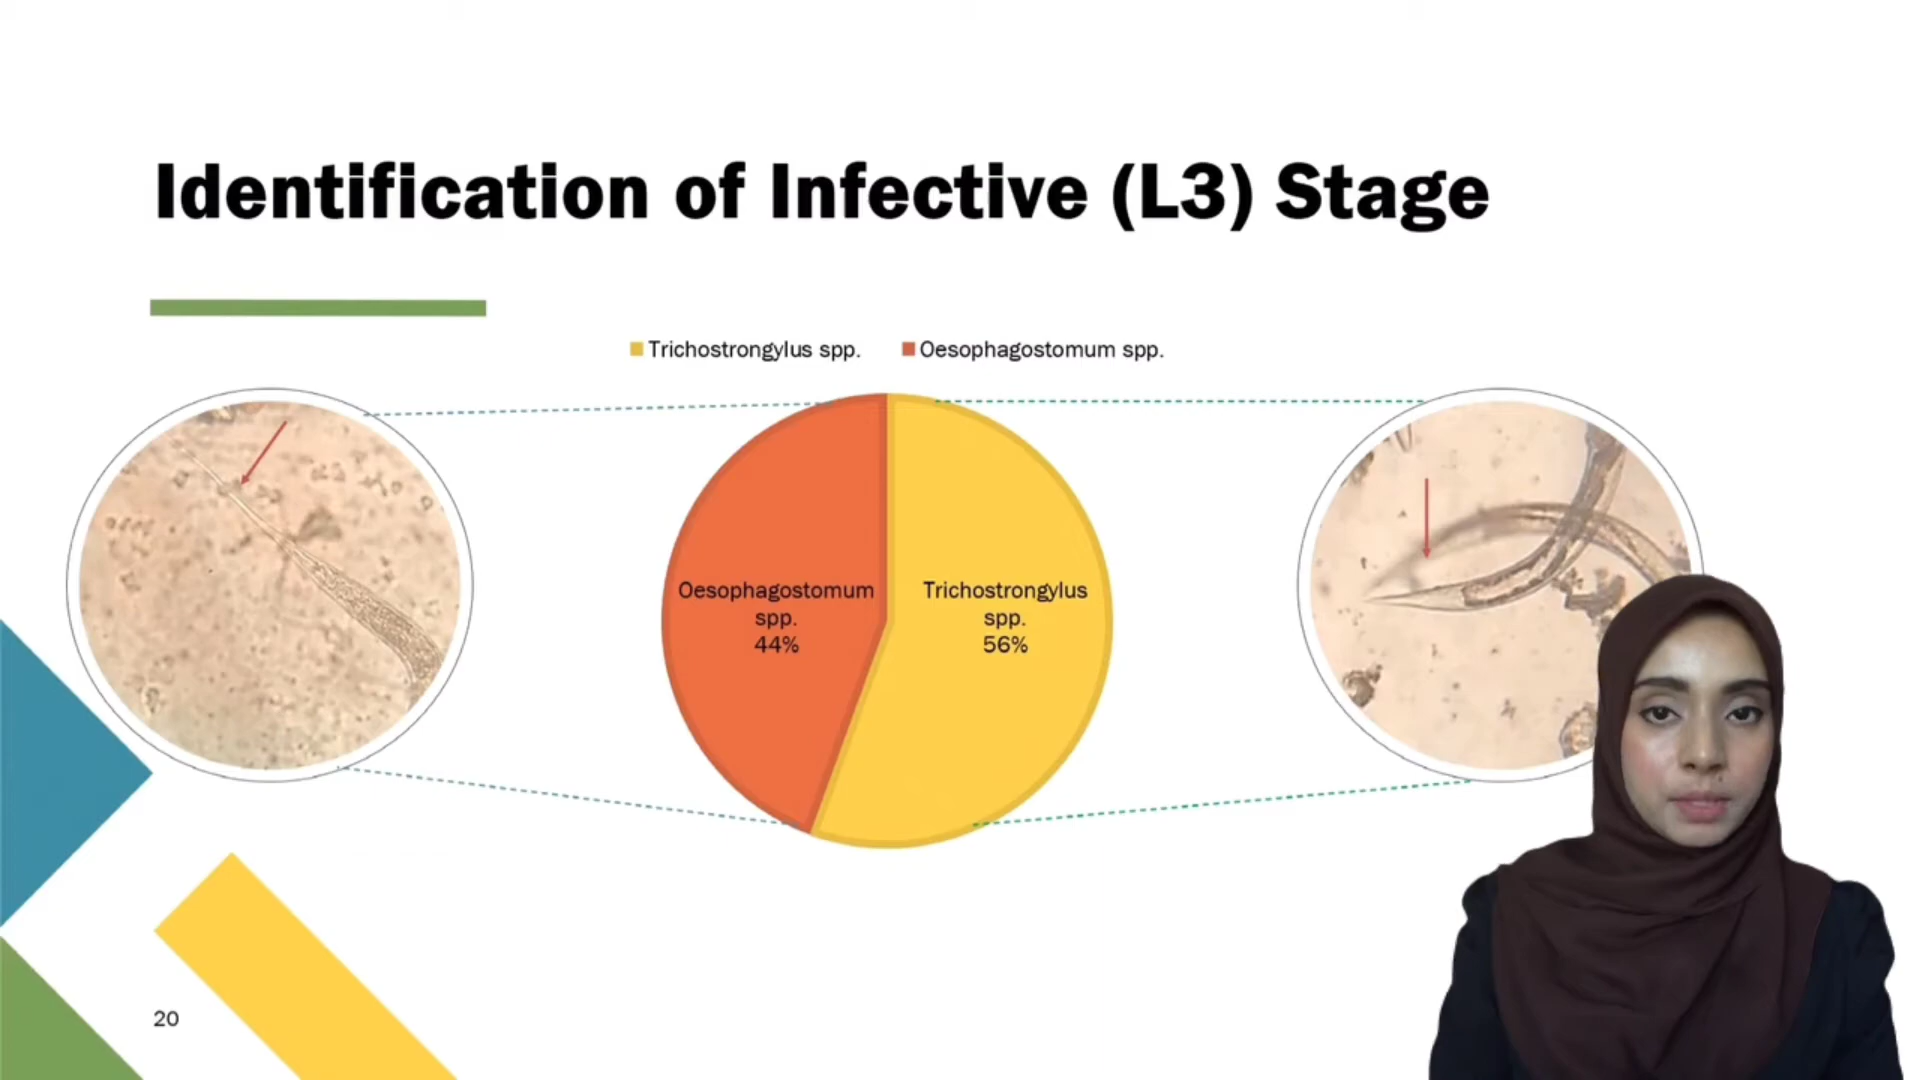 Identification of Infective (L3) Stage
Trichostrongylus spp.
Oesophagostomum spp.
Oesophagostomum
spp.
44%
Trichostrongylus
spp.
56%
20